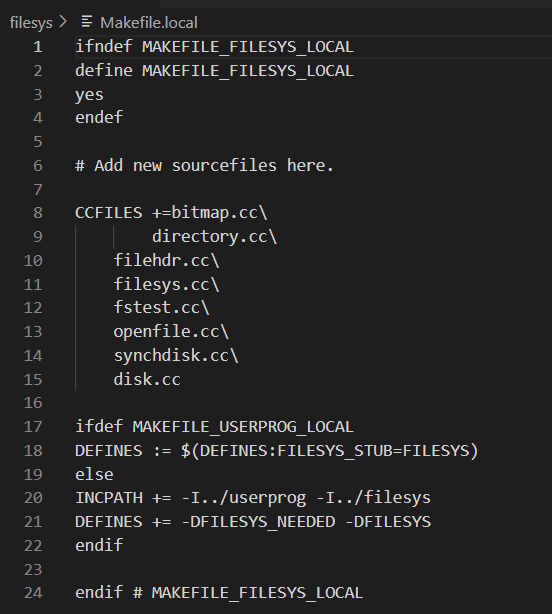 filesys > Makefile.local
1 ifndef MAKEFILE_FILESYS_LOCAL
2 define MAKEFILE_FILESYS_LOCAL
3 yes
4 endef
5
6 # Add new sourcefiles here.
7
8 CCFILES +=bitmap.cc\
9 directory.cc\
10 filehdr.cc\
11 filesys.cc\
12 fstest.cc\
13 openfile.cc\
14 synchdisk.cc\
15 disk.cc
16
17 ifdef MAKEFILE_USERPROG_LOCAL
18 DEFINES := $(DEFINES:FILESYS_STUB=FILESYS)
19 else
20 INCPATH += -I../userprog -I../filesys
21 DEFINES += -DFILESYS_NEEDED -DFILESYS
22 endif
23
24 endif # MAKEFILE_FILESYS_LOCAL